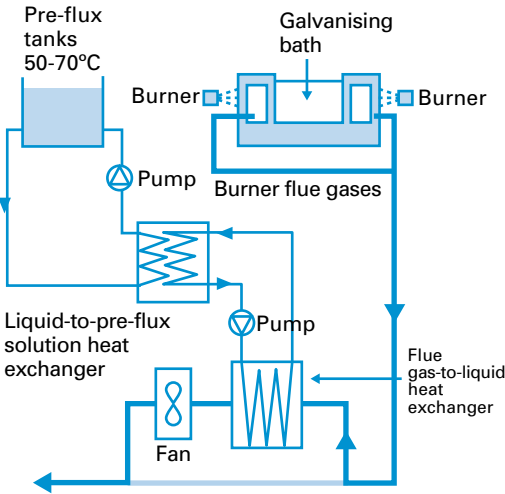 Pre-flux
tanks
50-70°C
Galvanising
bath
Burner
Burner
Pump
Burner flue gases
Liquid-to-pre-flux
solution heat
exchanger
Pump
Flue
gas-to-liquid
heat
exchanger
Fan